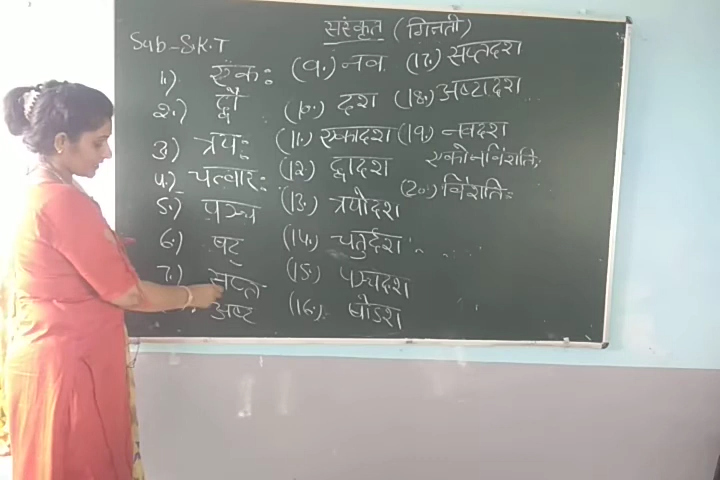 संस्कृत (गिनती)
Sub-S.K.T
1.) एक:
2.) द्वौ
3.) त्रय:
4.) चत्वार:
5.) पञ्च
6.) षट्
7.) सप्त
अष्ट
(9.) नव
(10.) दश
(11.) एकादश
(12) द्वादश
(13.) त्रयोदश
(14.) चतुर्दश
(15.) पञ्चदश
(16.) षोडश
(17.) सप्तदश
(18.) अष्टादश
(19.) नवदश
एकोनविंशति:
(20.) विंशति: